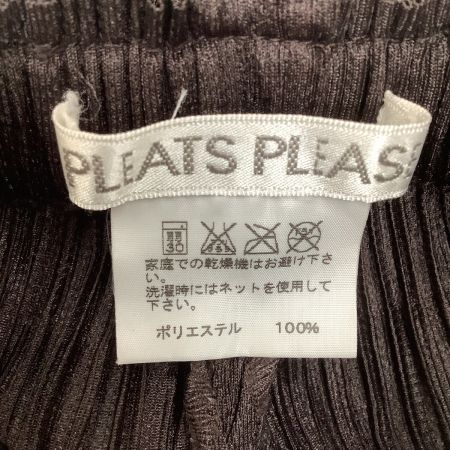 PLEATS PLEASE
家庭での乾燥機はお避け下さ
い。
洗濯時にはネットを使用して
下さい。
ポリエステル 100%